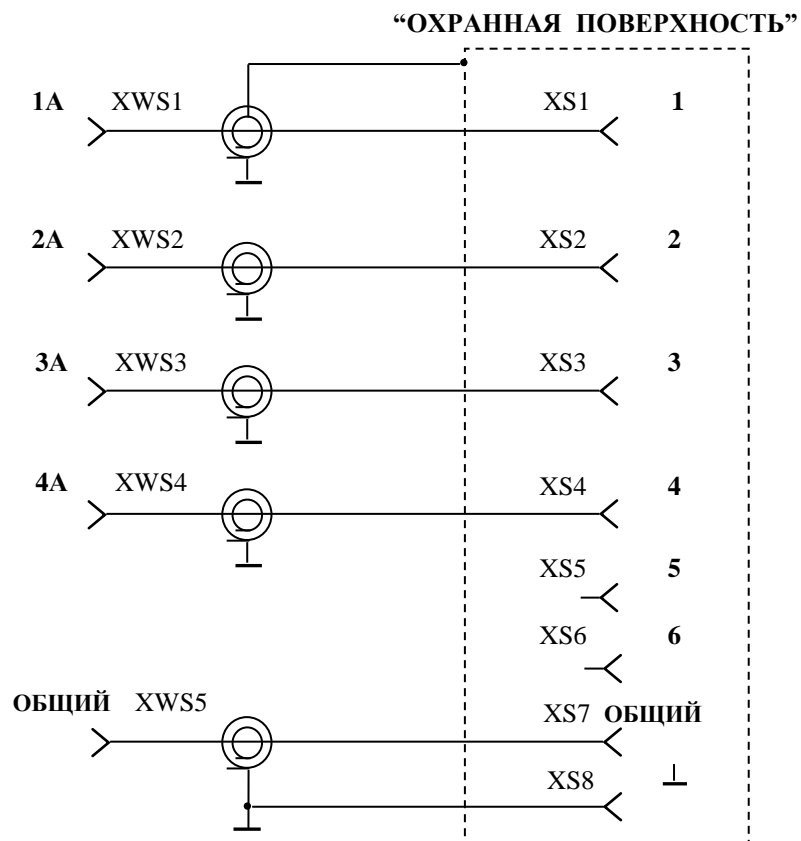 “ОХРАННАЯ ПОВЕРХНОСТЬ”
1А XWS1 XS1 1
2А XWS2 XS2 2
3А XWS3 XS3 3
4А XWS4 XS4 4
XS5 5
XS6 6
ОБЩИЙ XWS5 XS7 ОБЩИЙ
XS8